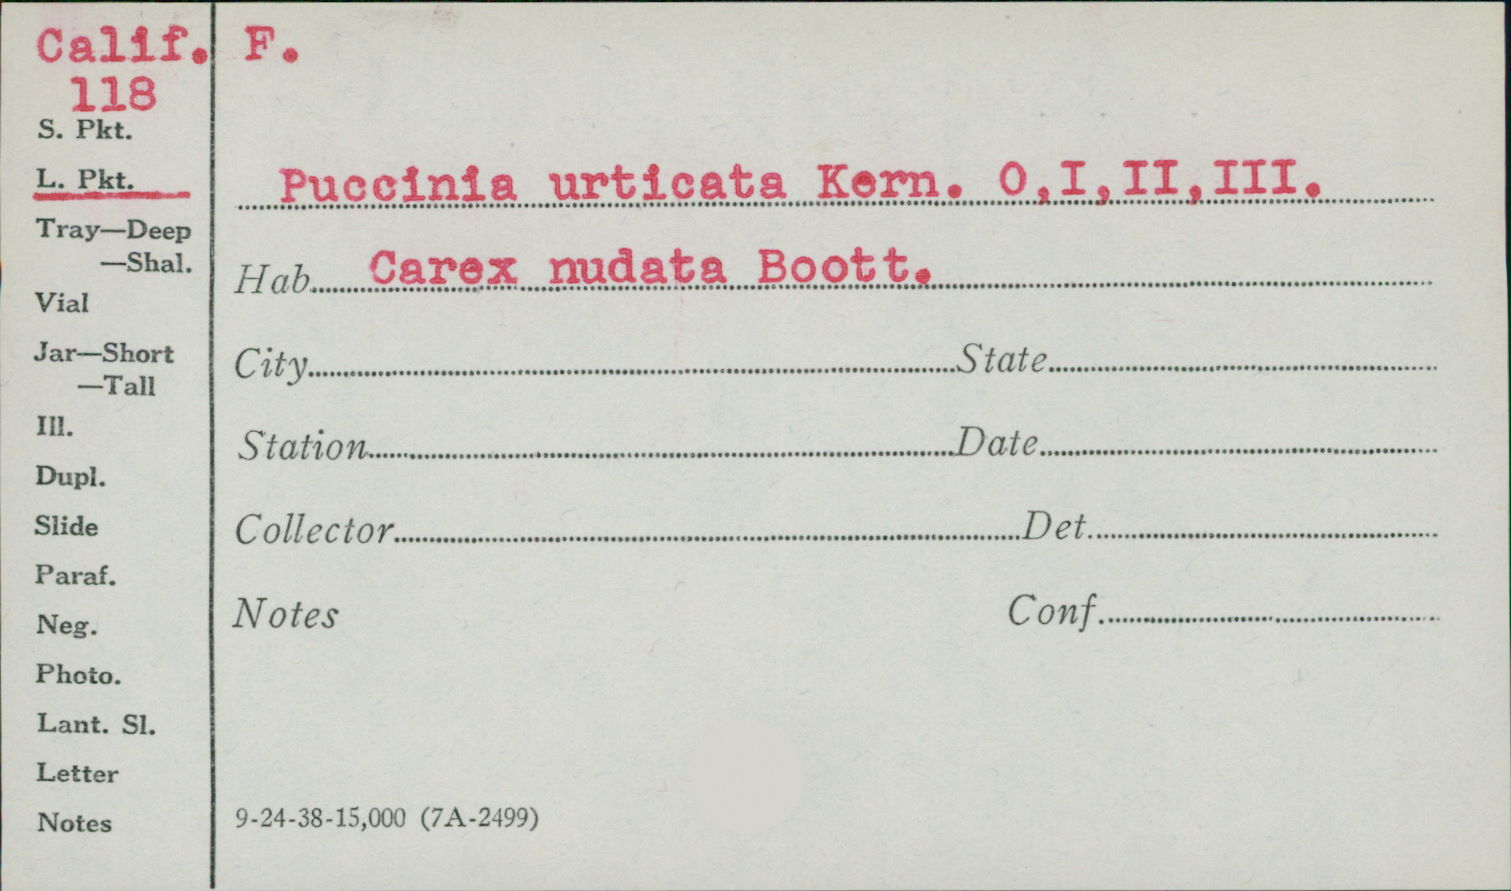 Calif. F.
118
S. Pkt.
L. Pkt.
Puccinia urticata Kern. O,I,II,III.
Tray—Deep
—Shal.
Hab. Carex nudata Boott.
Vial
Jar—Short
—Tall
City State
Ill.
Station Date
Dupl.
Slide
Collector Det.
Paraf.
Neg.
Notes Conf.
Photo.
Lant. Sl.
Letter
Notes
9-24-38-15,000 (7A-2499)